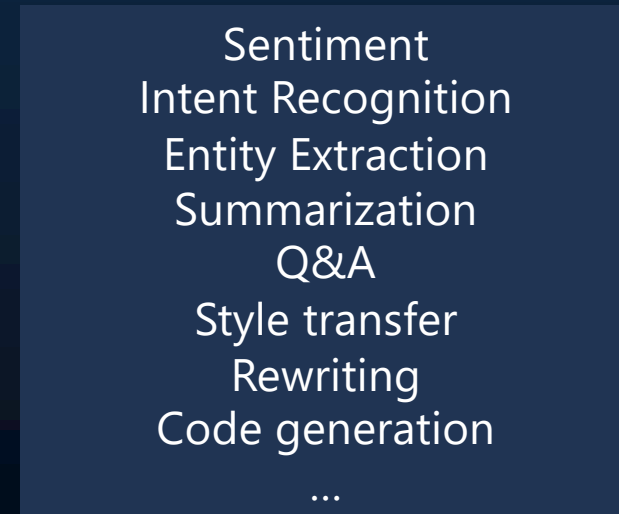 Sentiment
Intent Recognition
Entity Extraction
Summarization
Q&A
Style transfer
Rewriting
Code generation
...